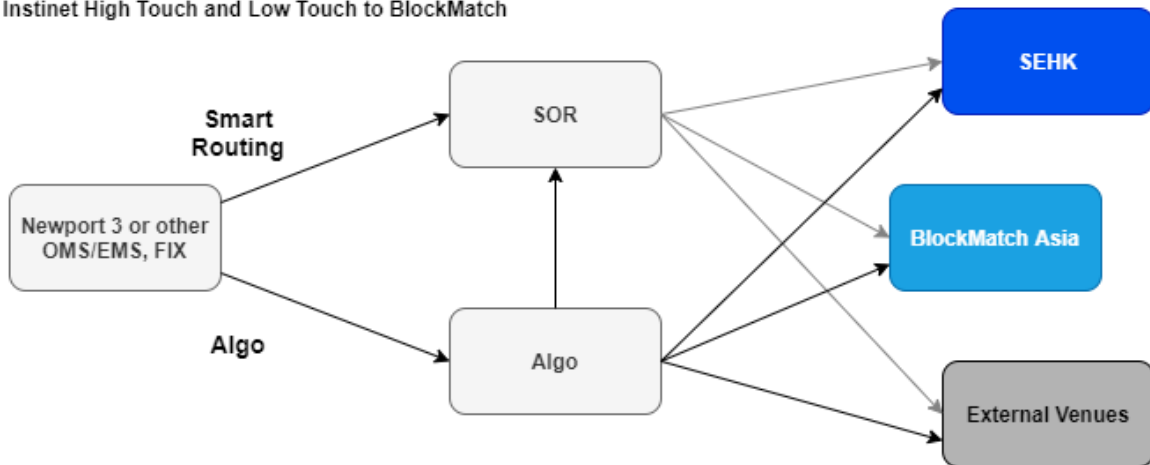 Instinet High Touch and Low Touch to BlockMatch
SEHK
SOR
Smart
Routing
Newport 3 or other
OMS/EMS, FIX
BlockMatch Asia
Algo
Algo
External Venues